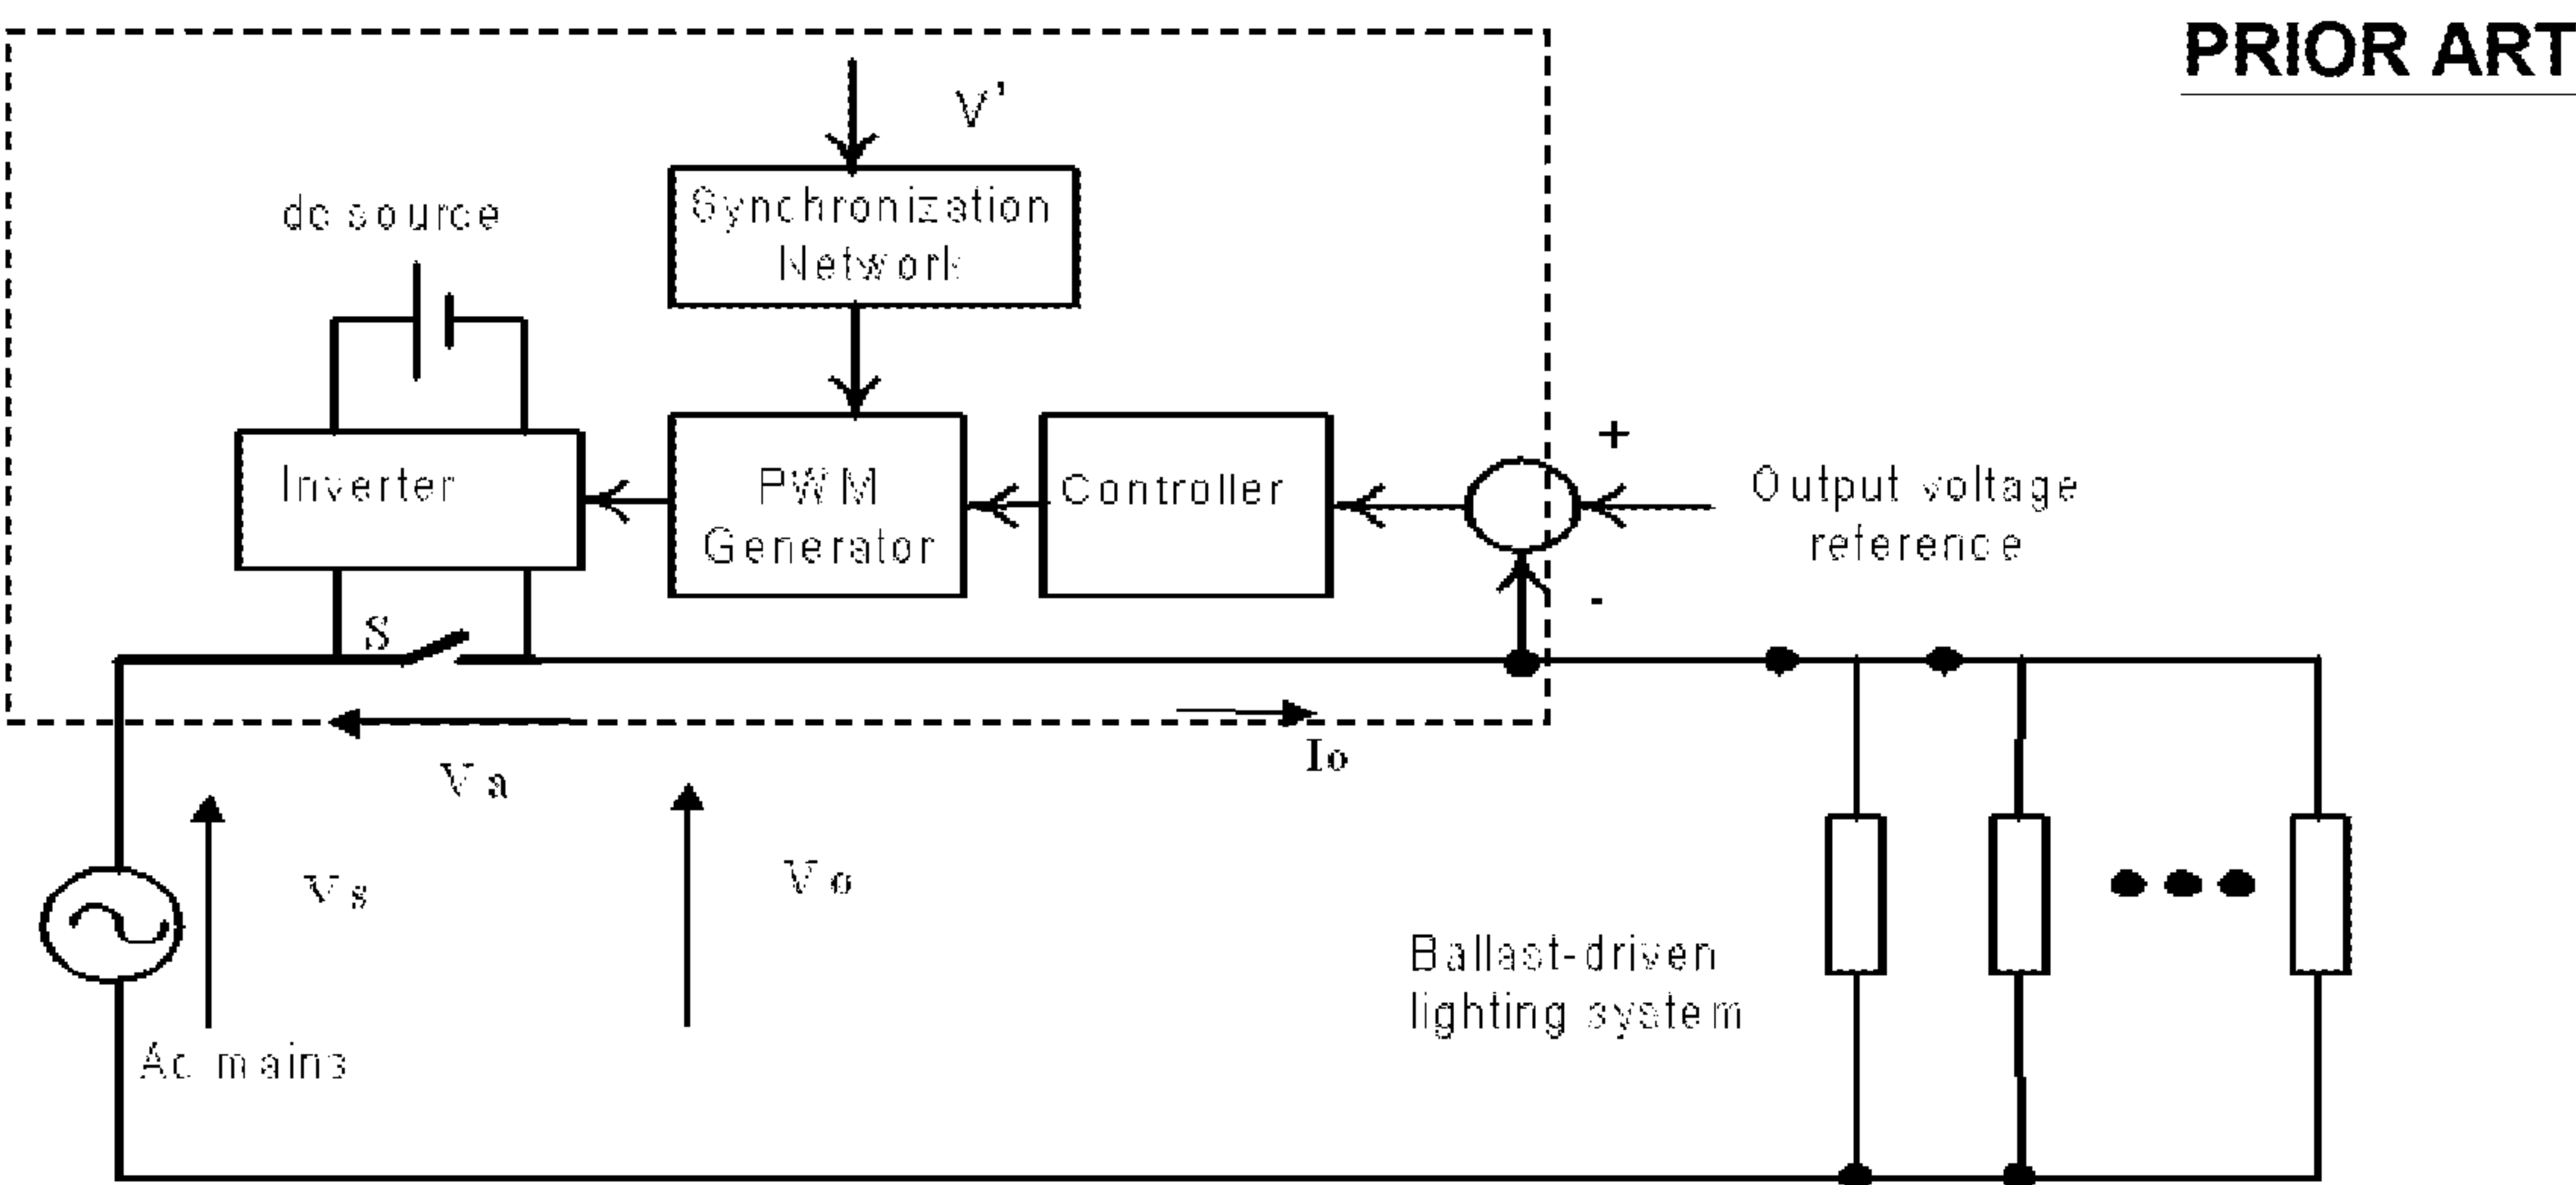 PRIOR ART
V'
dc source
Synchronization
Network
Inverter
PWM
Generator
Controller
+
Output voltage
reference
-
S
Va
Io
Vs
Vo
Ballast-driven
lighting system
Ac mains